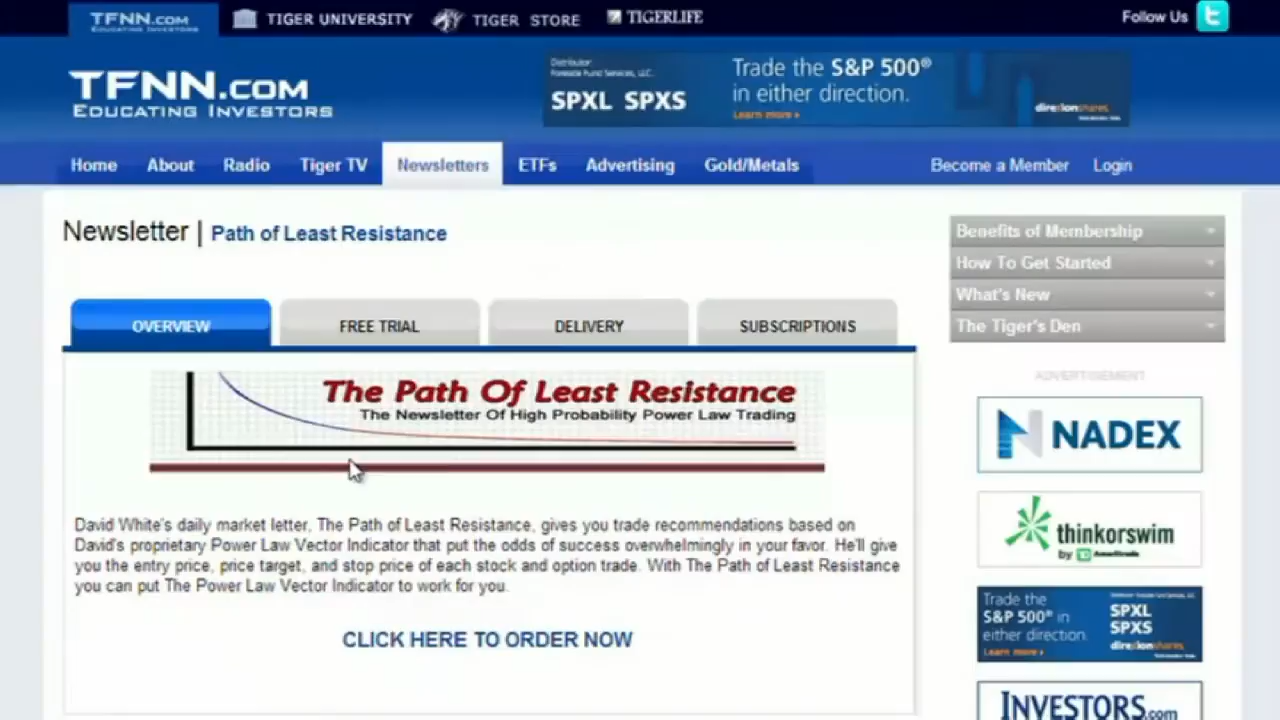 TFNN.COM
EDUCATING INVESTORS
TIGER UNIVERSITY
TIGER STORE
TIGERLIFE
Follow Us
TFNN.COM
EDUCATING INVESTORS
Distributor:
Foreside Fund Services, LLC.
SPXL SPXS
Trade the S&P 500®
in either direction.
Learn more
direxionshares
Home
About
Radio
Tiger TV
Newsletters
ETFs
Advertising
Gold/Metals
Become a Member
Login
Newsletter | Path of Least Resistance
Benefits of Membership
How To Get Started
What's New
The Tiger's Den
OVERVIEW
FREE TRIAL
DELIVERY
SUBSCRIPTIONS
The Path Of Least Resistance
The Newsletter Of High Probability Power Law Trading
David White's daily market letter, The Path of Least Resistance, gives you trade recommendations based on
David's proprietary Power Law Vector Indicator that put the odds of success overwhelmingly in your favor. He'll give
you the entry price, price target, and stop price of each stock and option trade. With The Path of Least Resistance
you can put The Power Law Vector Indicator to work for you.
CLICK HERE TO ORDER NOW
ADVERTISEMENT
NADEX
thinkorswim
by TD Ameritrade
Trade the
S&P 500® in
either direction.
Learn more
SPXL
SPXS
direxionshares
INVESTORS.com